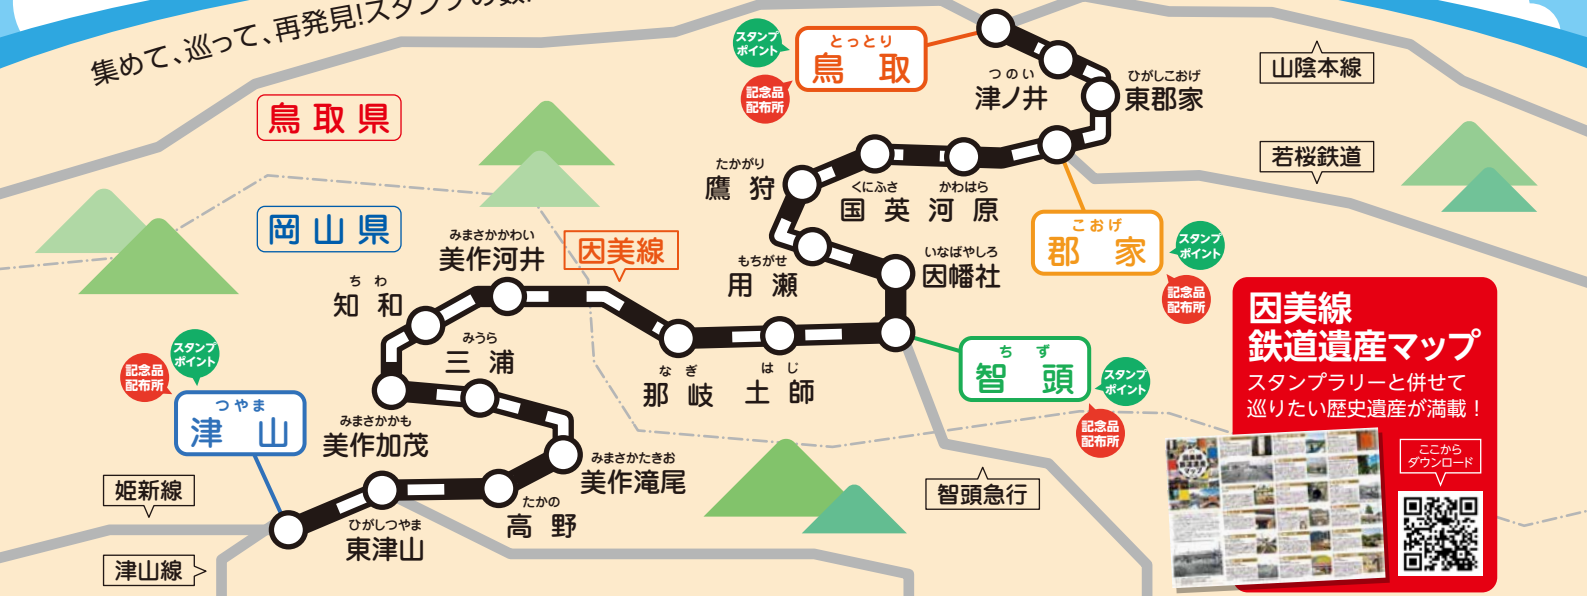 集めて、巡って、再発見!スタンプの数
鳥取県
岡山県
スタンプ
ポイント
記念品
配布所
とっとり
鳥 取
つのい
津ノ井
ひがしこおげ
東郡家
山陰本線
若桜鉄道
たかがり
鷹 狩
くにふさ
国 英
かわはら
河 原
こおげ
郡 家
スタンプ
ポイント
記念品
配布所
もちがせ
用 瀬
いなばやしろ
因幡社
みまさかかわい
美作河井
因美線
ちわ
知 和
みうら
三 浦
なぎ
那 岐
はじ
土 師
ちず
智 頭
スタンプ
ポイント
記念品
配布所
智頭急行
スタンプ
ポイント
記念品
配布所
つやま
津 山
みまさかかも
美作加茂
みまさかたきお
美作滝尾
たかの
高 野
ひがしつやま
東津山
姫新線
津山線
因美線
鉄道遺産マップ
スタンプラリーと併せて
巡りたい歴史遺産が満載!
ここから
ダウンロード
因美線
鉄道遺産
マップ